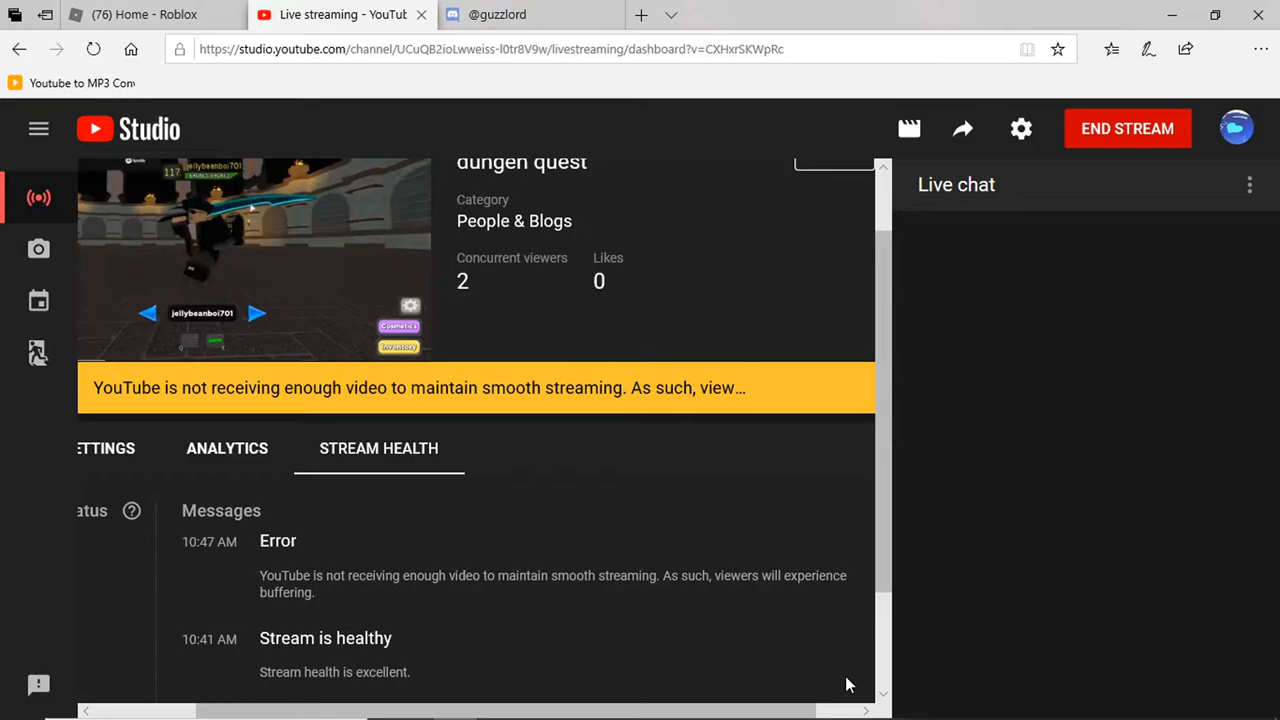 (76) Home - Roblox
Live streaming - YouTub
@guzzlord
https://studio.youtube.com/channel/UCuQB2ioLwweiss-l0tr8V9w/livestreaming/dashboard?v=CXHxrSKWpRc
Youtube to MP3 Conv
Studio
END STREAM
dungen quest
Live chat
117
jellybeanboi701
Category
People & Blogs
Concurrent viewers
Likes
2
0
jellybeanboi701
Cosmetics
Inventory
YouTube is not receiving enough video to maintain smooth streaming. As such, view…
ETTINGS
ANALYTICS
STREAM HEALTH
atus
Messages
10:47 AM
Error
YouTube is not receiving enough video to maintain smooth streaming. As such, viewers will experience
buffering.
10:41 AM
Stream is healthy
Stream health is excellent.